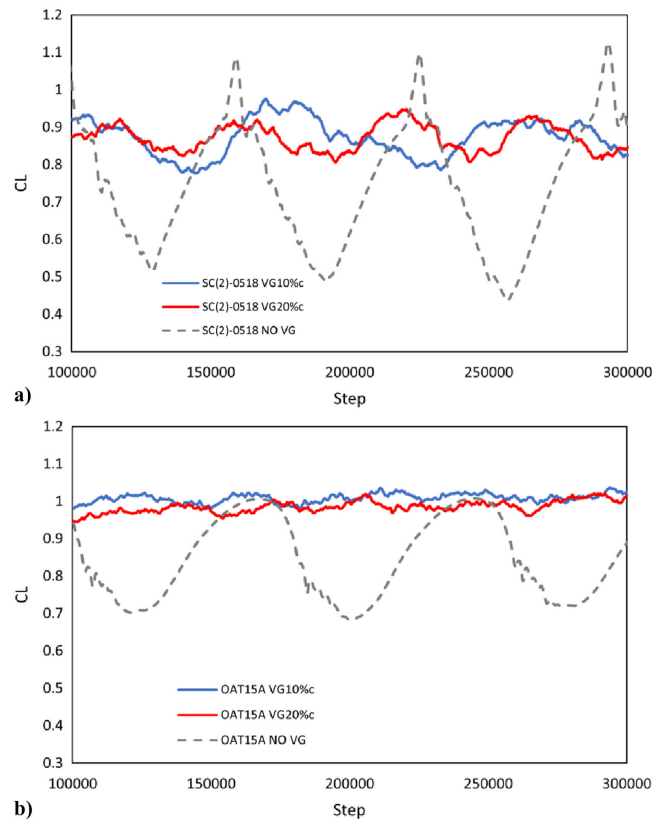 1.2
1.1
1
0.9
0.8
0.7
0.6
0.5
0.4
0.3
CL
SC(2)-0518 VG10%c
SC(2)-0518 VG20%c
SC(2)-0518 NO VG
100000 150000 200000 250000 300000
Step
a)
1.2
1.1
1
0.9
0.8
0.7
0.6
0.5
0.4
0.3
CL
OAT15A VG10%c
OAT15A VG20%c
OAT15A NO VG
100000 150000 200000 250000 300000
Step
b)